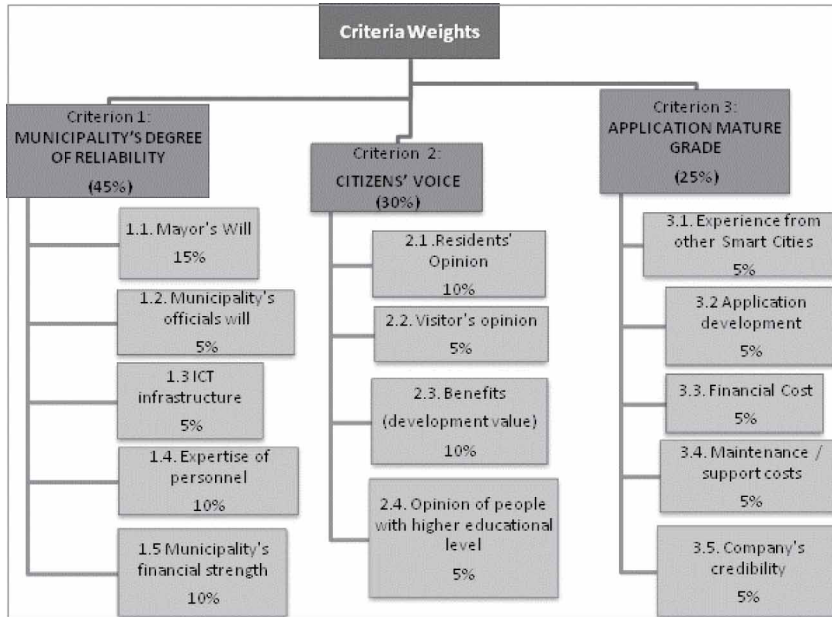 Criteria Weights
Criterion 1:
MUNICIPALITY'S DEGREE
OF RELIABILITY
(45%)
1.1. Mayor's Will
15%
1.2. Municipality's
officials will
5%
1.3 ICT
infrastructure
5%
1.4. Expertise of
personnel
10%
1.5 Municipality's
financial strength
10%
Criterion 2:
CITIZENS' VOICE
(30%)
2.1 .Residents'
Opinion
10%
2.2. Visitor's opinion
5%
2.3. Benefits
(development value)
10%
2.4. Opinion of people
with higher educational
level
5%
Criterion 3:
APPLICATION MATURE
GRADE
(25%)
3.1. Experience from
other Smart Cities
5%
3.2 Application
development
5%
3.3. Financial Cost
5%
3.4. Maintenance /
support costs
5%
3.5. Company's
credibility
5%